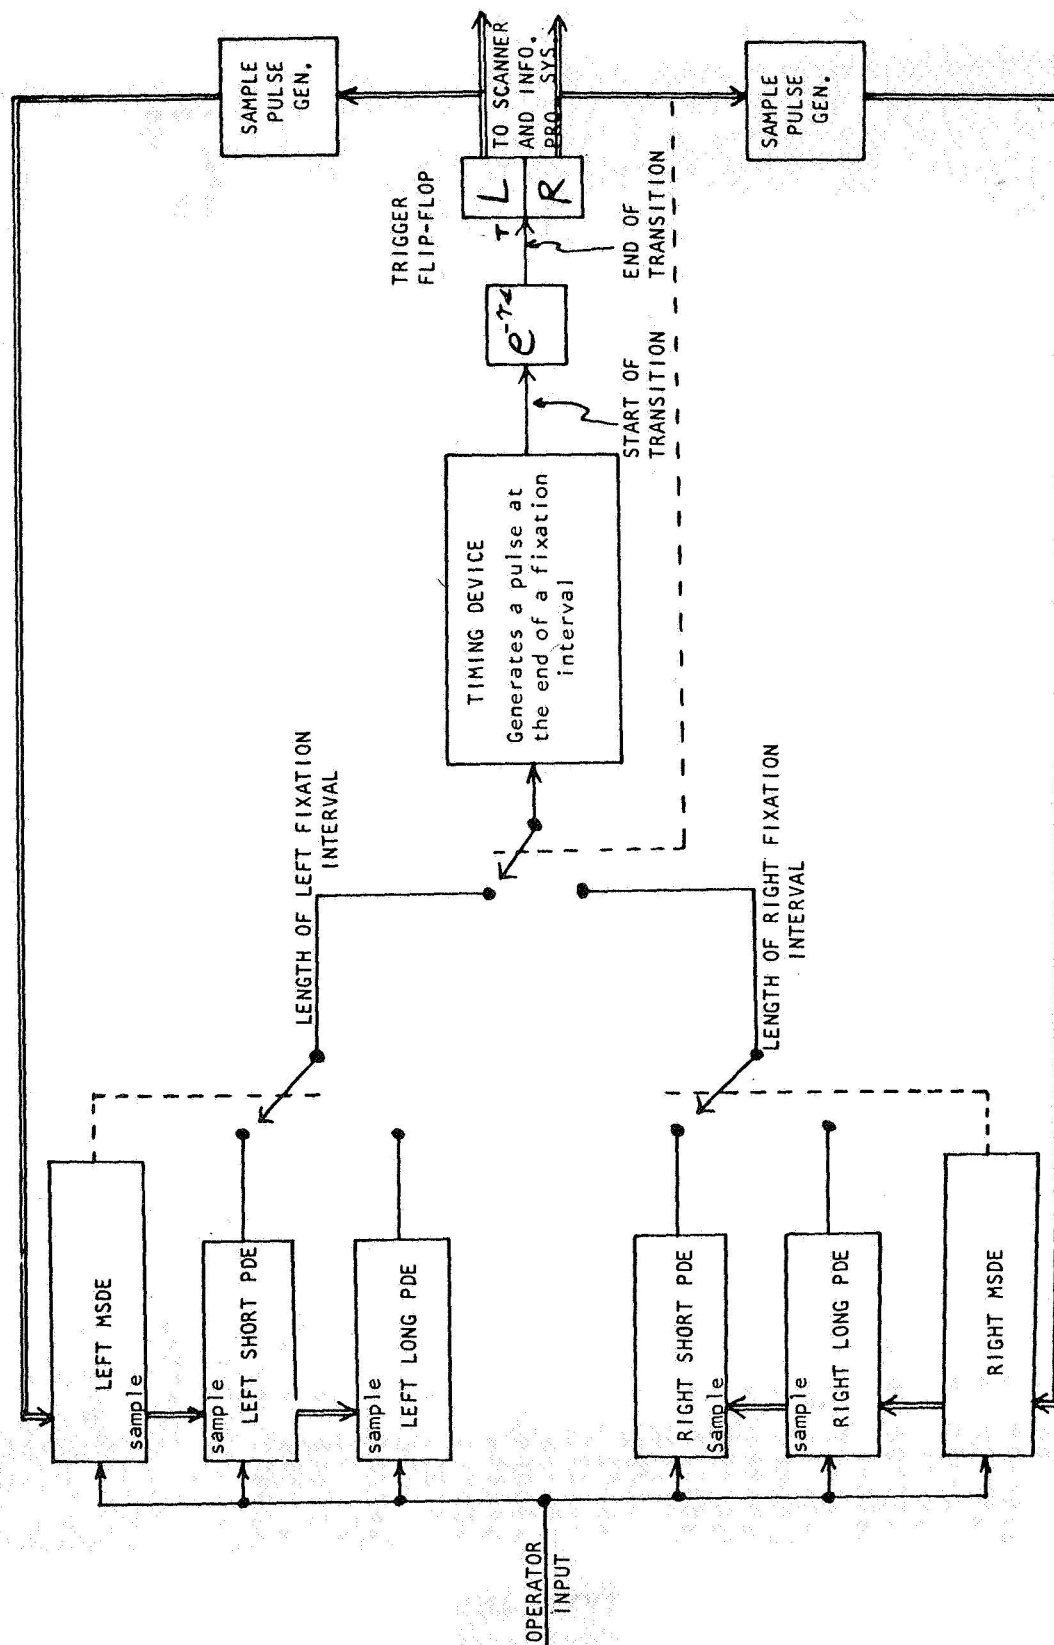 OPERATOR
INPUT
LEFT MSDE
sample
sample
LEFT SHORT PDE
sample
LEFT LONG PDE
RIGHT SHORT PDE
Sample
sample
RIGHT LONG PDE
RIGHT MSDE
LENGTH OF LEFT FIXATION
INTERVAL
LENGTH OF RIGHT FIXATION
INTERVAL
TIMING DEVICE
Generates a pulse at
the end of a fixation
interval
START OF
TRANSITION
END OF
TRANSITION
TRIGGER
FLIP-FLOP
T
L
R
SAMPLE
PULSE
GEN.
TO SCANNER
AND INFO.
PRO. SYS.
SAMPLE
PULSE
GEN.